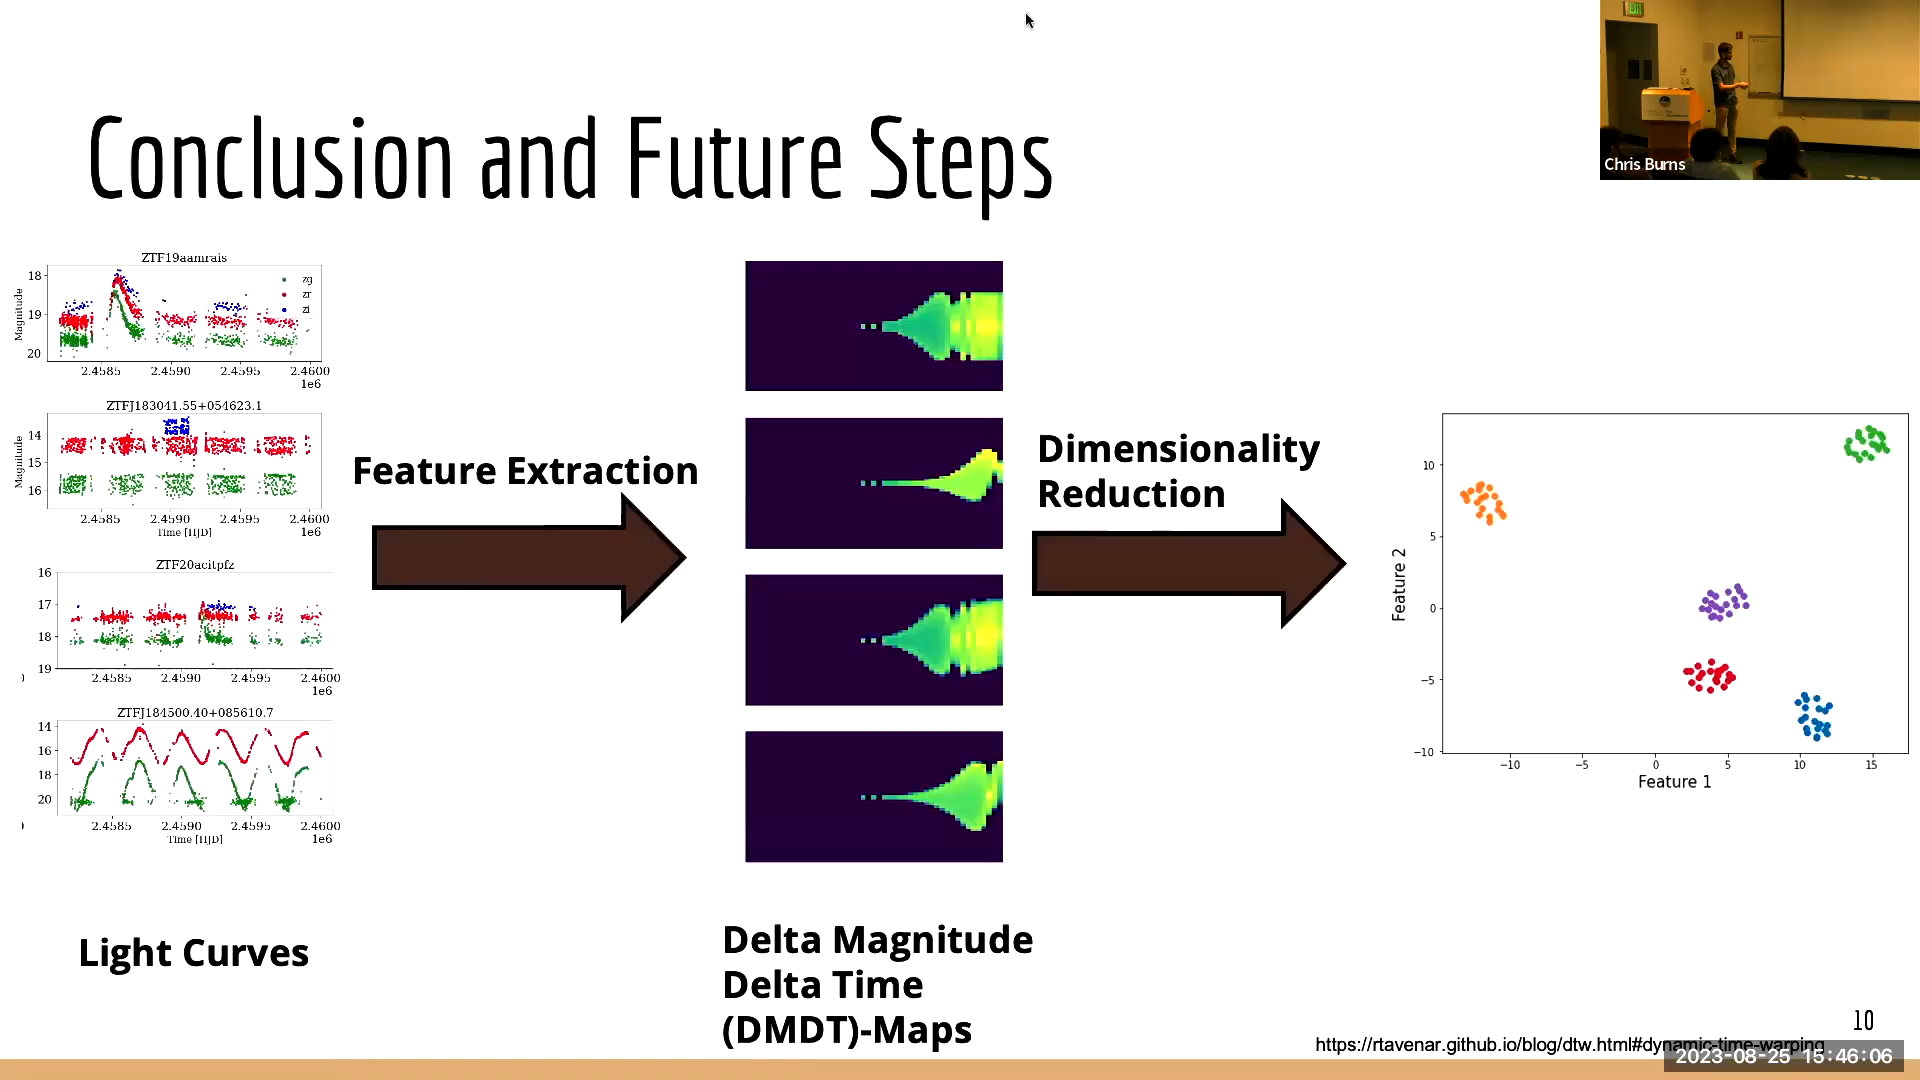 Conclusion and Future Steps
Chris Burns
ZTF19aamrais
zg
zr
zi
Magnitude
18
19
20
2.4585 2.4590 2.4595 2.4600
1e6
ZTFJ183041.55+054623.1
Magnitude
14
15
16
2.4585 2.4590 2.4595 2.4600
Time [HJD]
1e6
ZTF20acitpfz
16
17
18
19
2.4585 2.4590 2.4595 2.4600
1e6
ZTFJ184500.40+085610.7
14
16
18
20
2.4585 2.4590 2.4595 2.4600
Time [HJD]
1e6
Light Curves
Feature Extraction
Delta Magnitude
Delta Time
(DMDT)-Maps
Dimensionality
Reduction
Feature 2
10
5
0
−5
−10
−10 −5 0 5 10 15
Feature 1
10
https://rtavenar.github.io/blog/dtw.html#dynamic-time-warping
2023-08-25 15:46:06